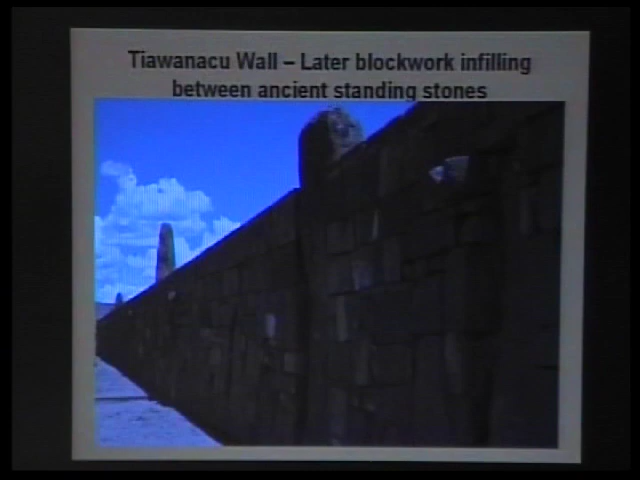 Tiawanacu Wall – Later blockwork infilling
between ancient standing stones